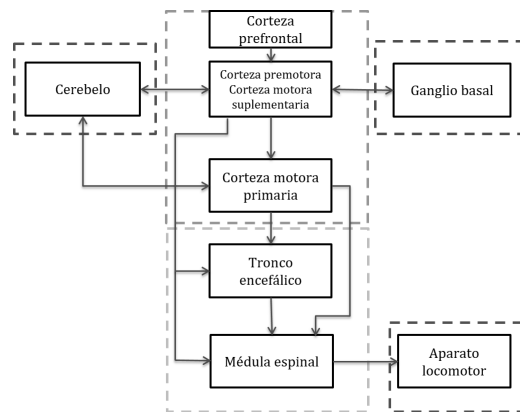 Corteza
prefrontal
Cerebelo
Corteza premotora
Corteza motora
suplementaria
Ganglio basal
Corteza motora
primaria
Tronco
encefálico
Médula espinal
Aparato
locomotor